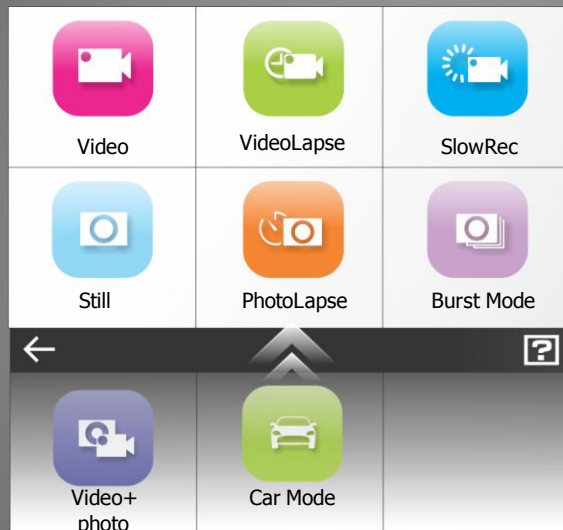 Video
VideoLapse
SlowRec
Still
PhotoLapse
Burst Mode
?
Video+
photo
Car Mode